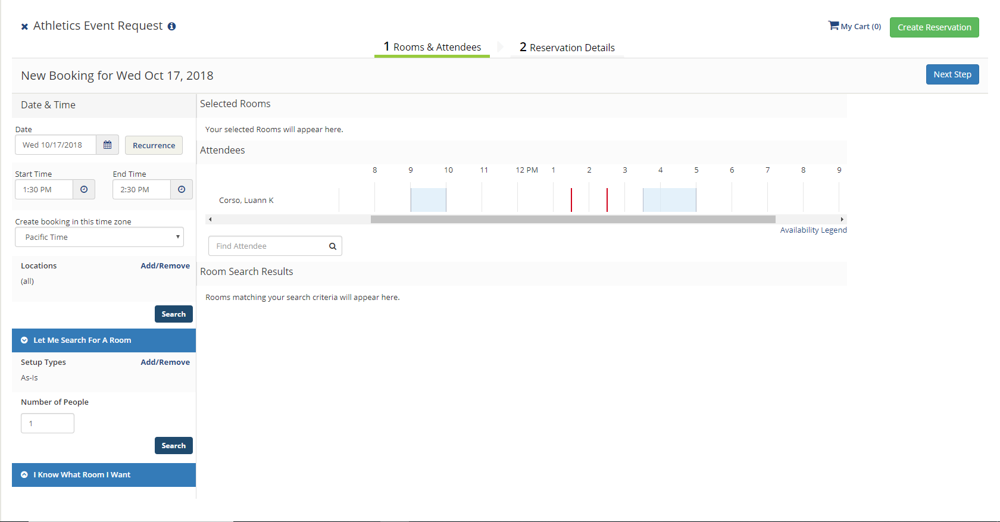 Athletics Event Request
My Cart (0)
Create Reservation
1 Rooms & Attendees
2 Reservation Details
New Booking for Wed Oct 17, 2018
Next Step
Date & Time
Date
Wed 10/17/2018
Recurrence
Start Time
End Time
1:30 PM
2:30 PM
Create booking in this time zone
Pacific Time
Locations
Add/Remove
(all)
Search
Let Me Search For A Room
Setup Types
Add/Remove
As-Is
Number of People
1
Search
I Know What Room I Want
Selected Rooms
Your selected Rooms will appear here.
Attendees
8 9 10 11 12 PM 1 2 3 4 5 6 7 8 9
Corso, Luann K
Availability Legend
Find Attendee
Room Search Results
Rooms matching your search criteria will appear here.